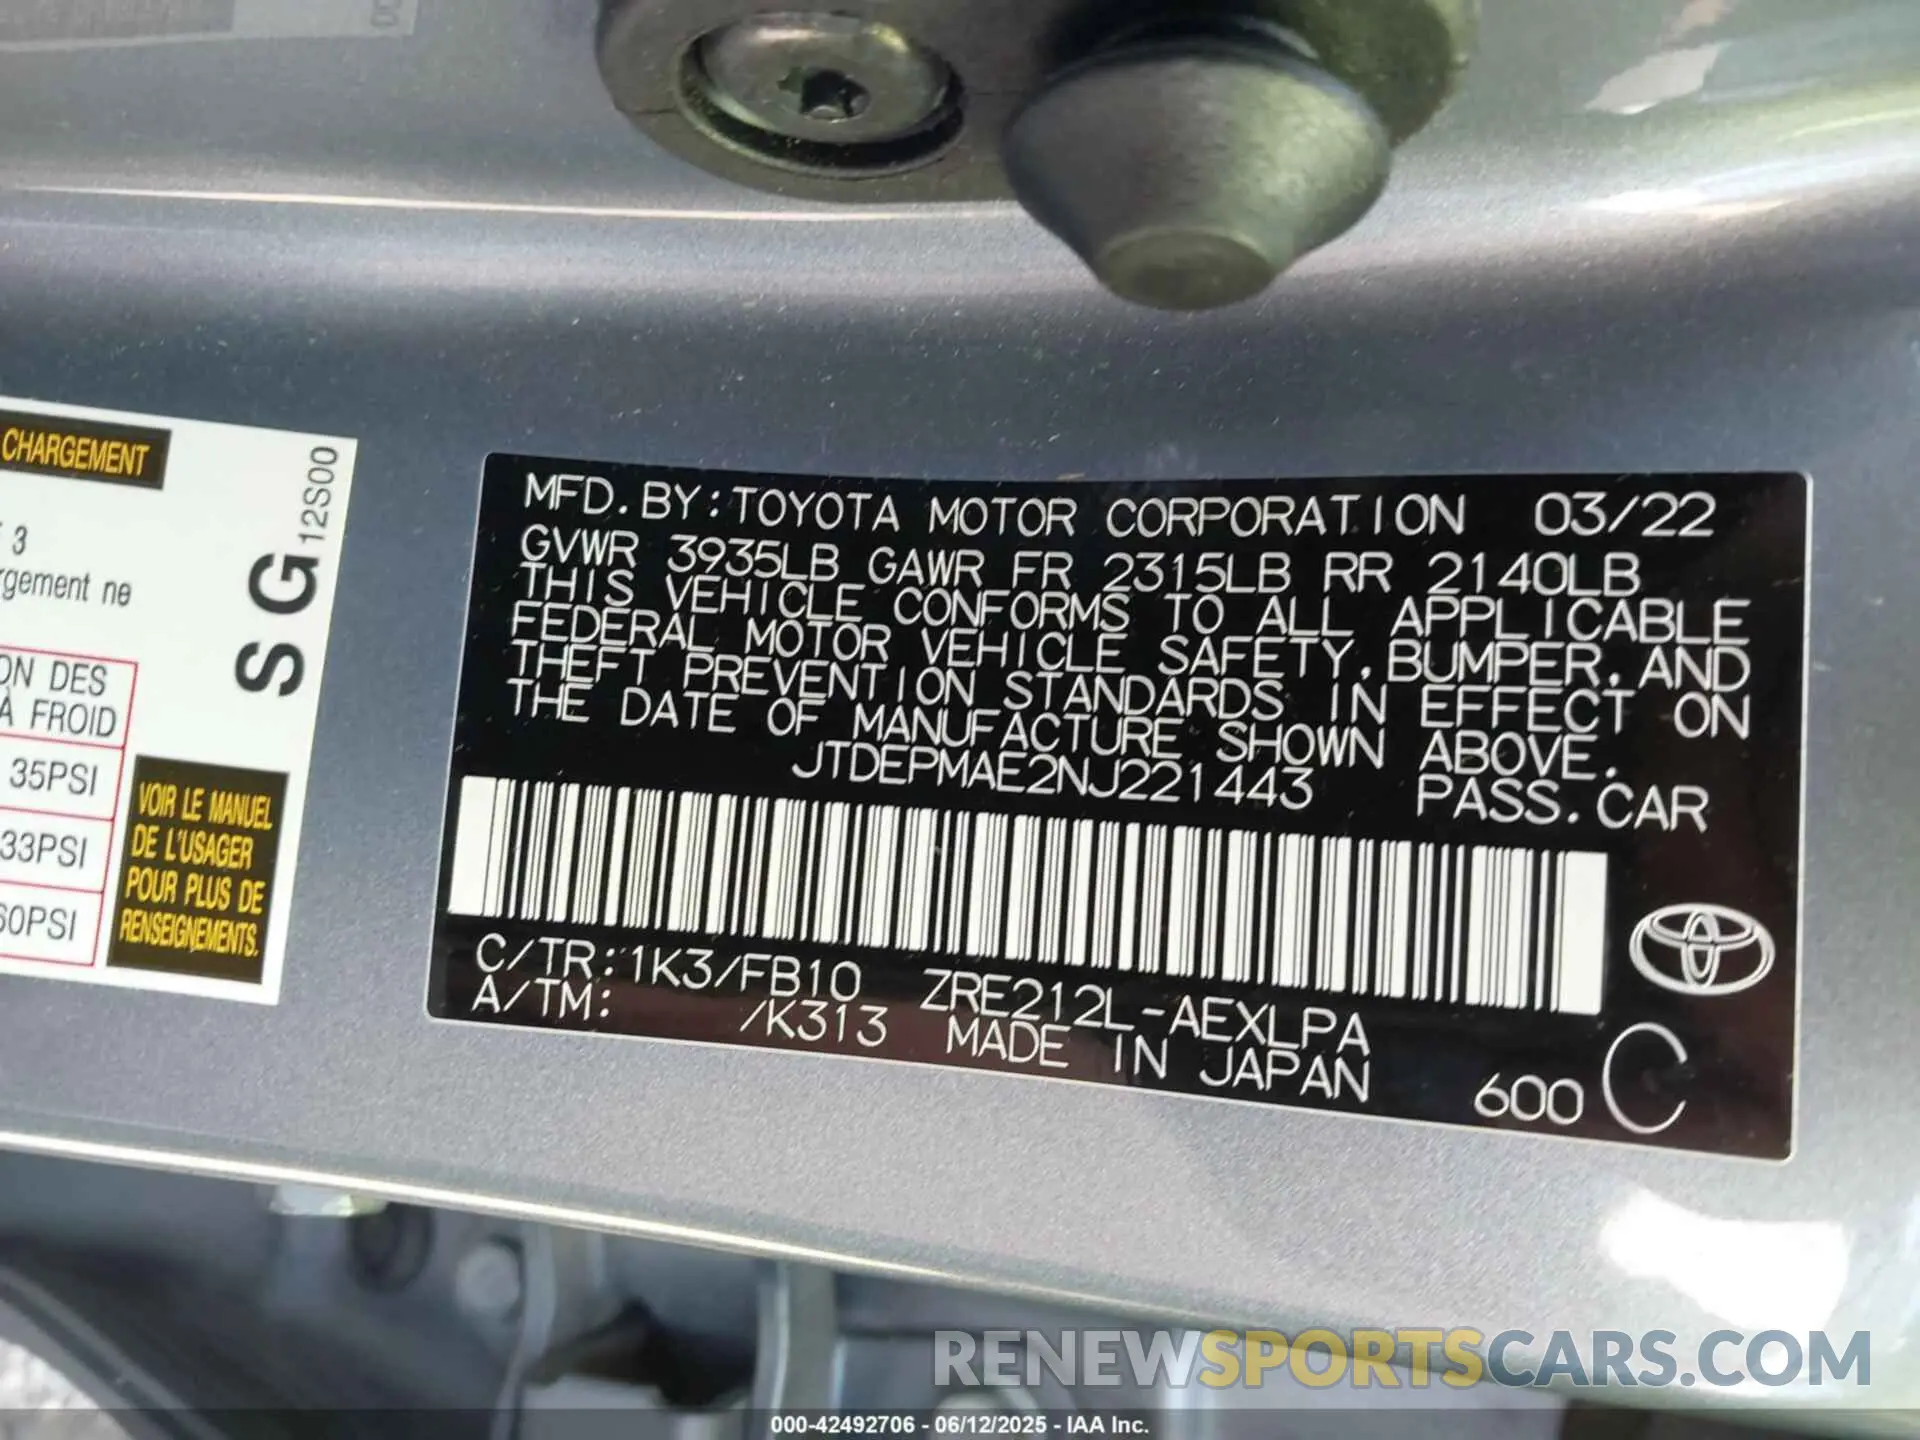 CHARGEMENT
12S00
SG
3
gement ne
ON DES
À FROID
35PSI
33PSI
60PSI
VOIR LE MANUEL
DE L'USAGER
POUR PLUS DE
RENSEIGNEMENTS.
MFD. BY: TOYOTA MOTOR CORPORATION 03/22
GVWR 3935LB GAWR FR 2315LB RR 2140LB
THIS VEHICLE CONFORMS TO ALL APPLICABLE
FEDERAL MOTOR VEHICLE SAFETY, BUMPER, AND
THEFT PREVENTION STANDARDS IN EFFECT ON
THE DATE OF MANUFACTURE SHOWN ABOVE.
JTDEPMAE2NJ221443 PASS. CAR
C/TR: 1K3/FB10 ZRE212L-AEXLPA
A/TM: /K313 MADE IN JAPAN
600 C
RENEWSPORTSCARS.COM
000-42492706 - 06/12/2025 - IAA Inc.